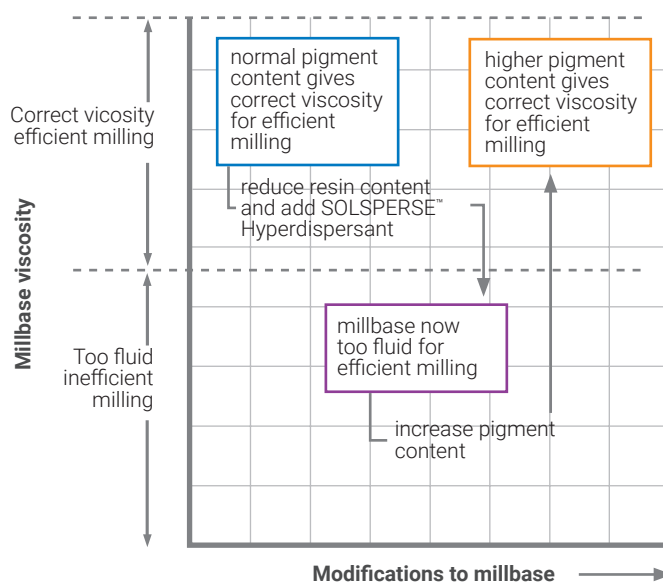 normal pigment
content gives
correct viscosity
for efficient
milling
higher pigment
content gives
correct viscosity
for efficient
milling
Correct vicosity
efficient milling
reduce resin content
and add SOLSPERSE™
Hyperdispersant
Millbase viscosity
millbase now
too fluid for
efficient milling
Too fluid
inefficient
milling
increase pigment
content
Modifications to millbase